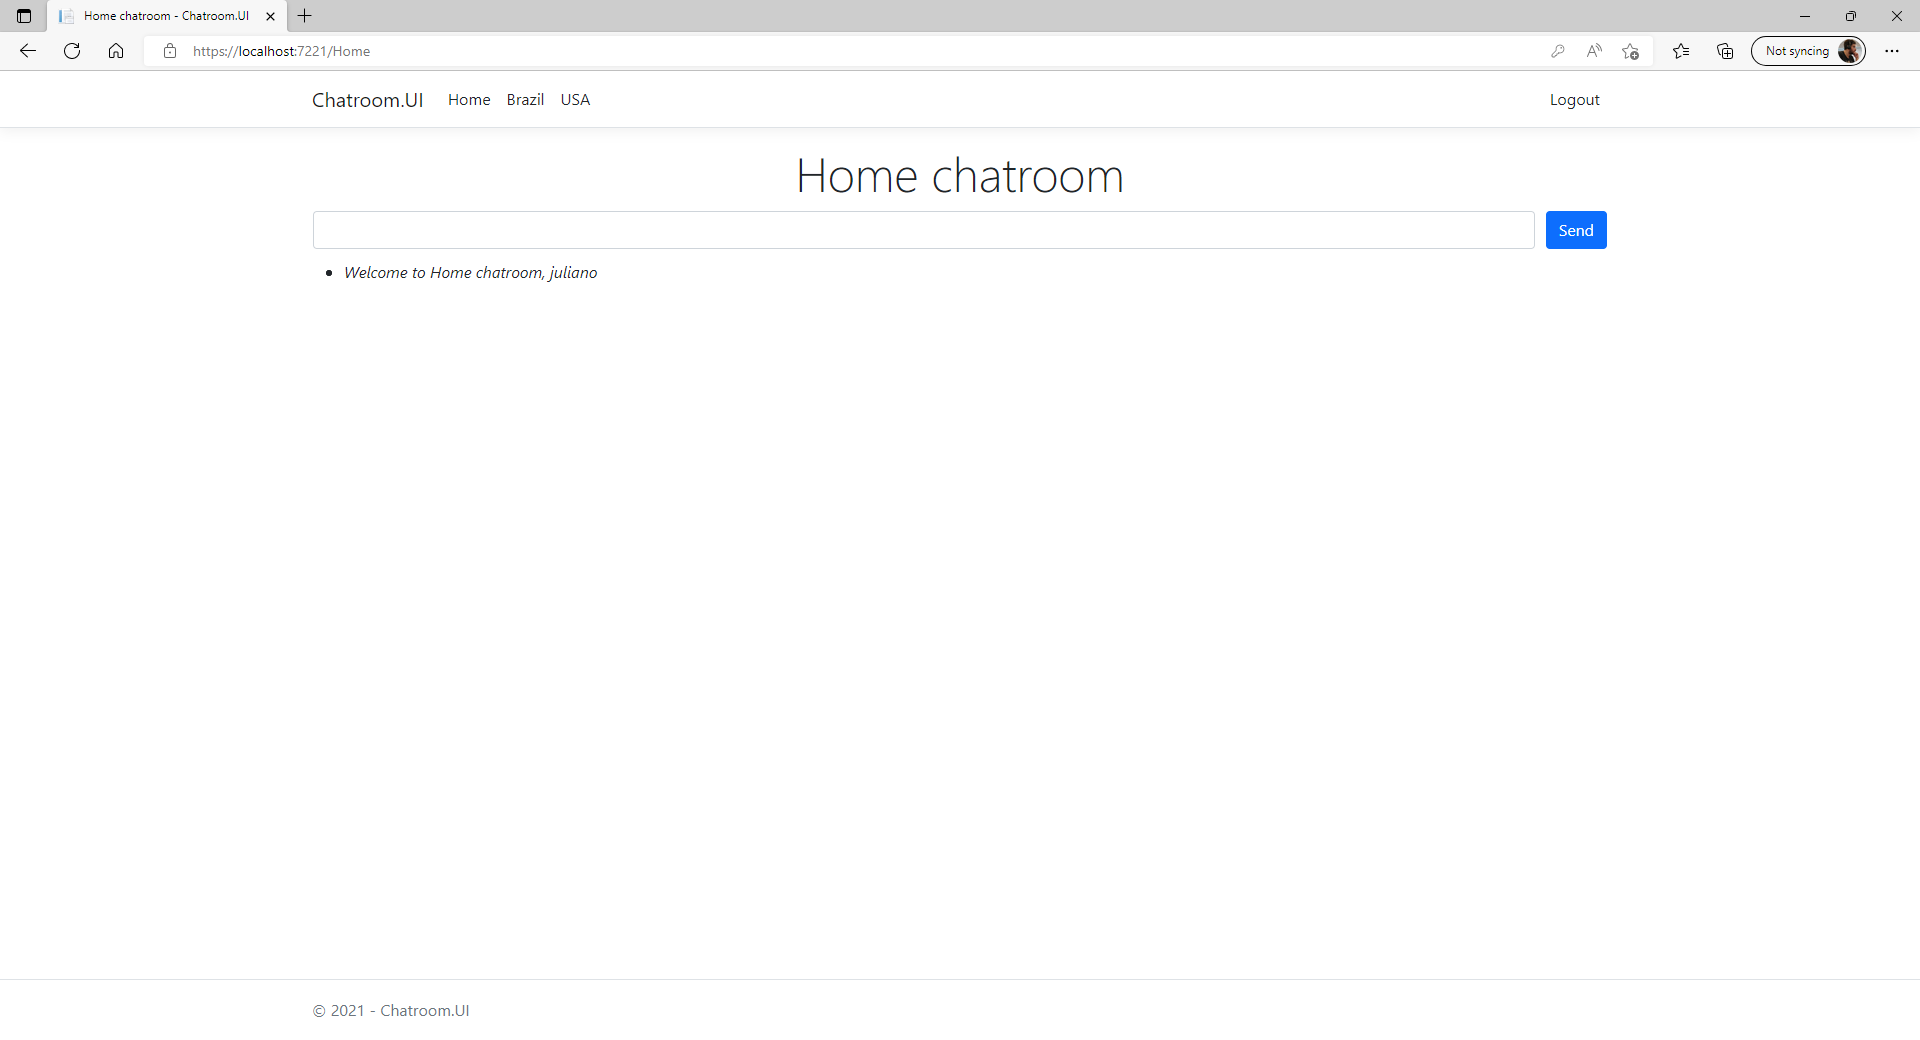 Home chatroom - Chatroom.UI
https://localhost:7221/Home
Not syncing
Chatroom.UI Home Brazil USA Logout
Home chatroom
Send
Welcome to Home chatroom, juliano
© 2021 - Chatroom.UI